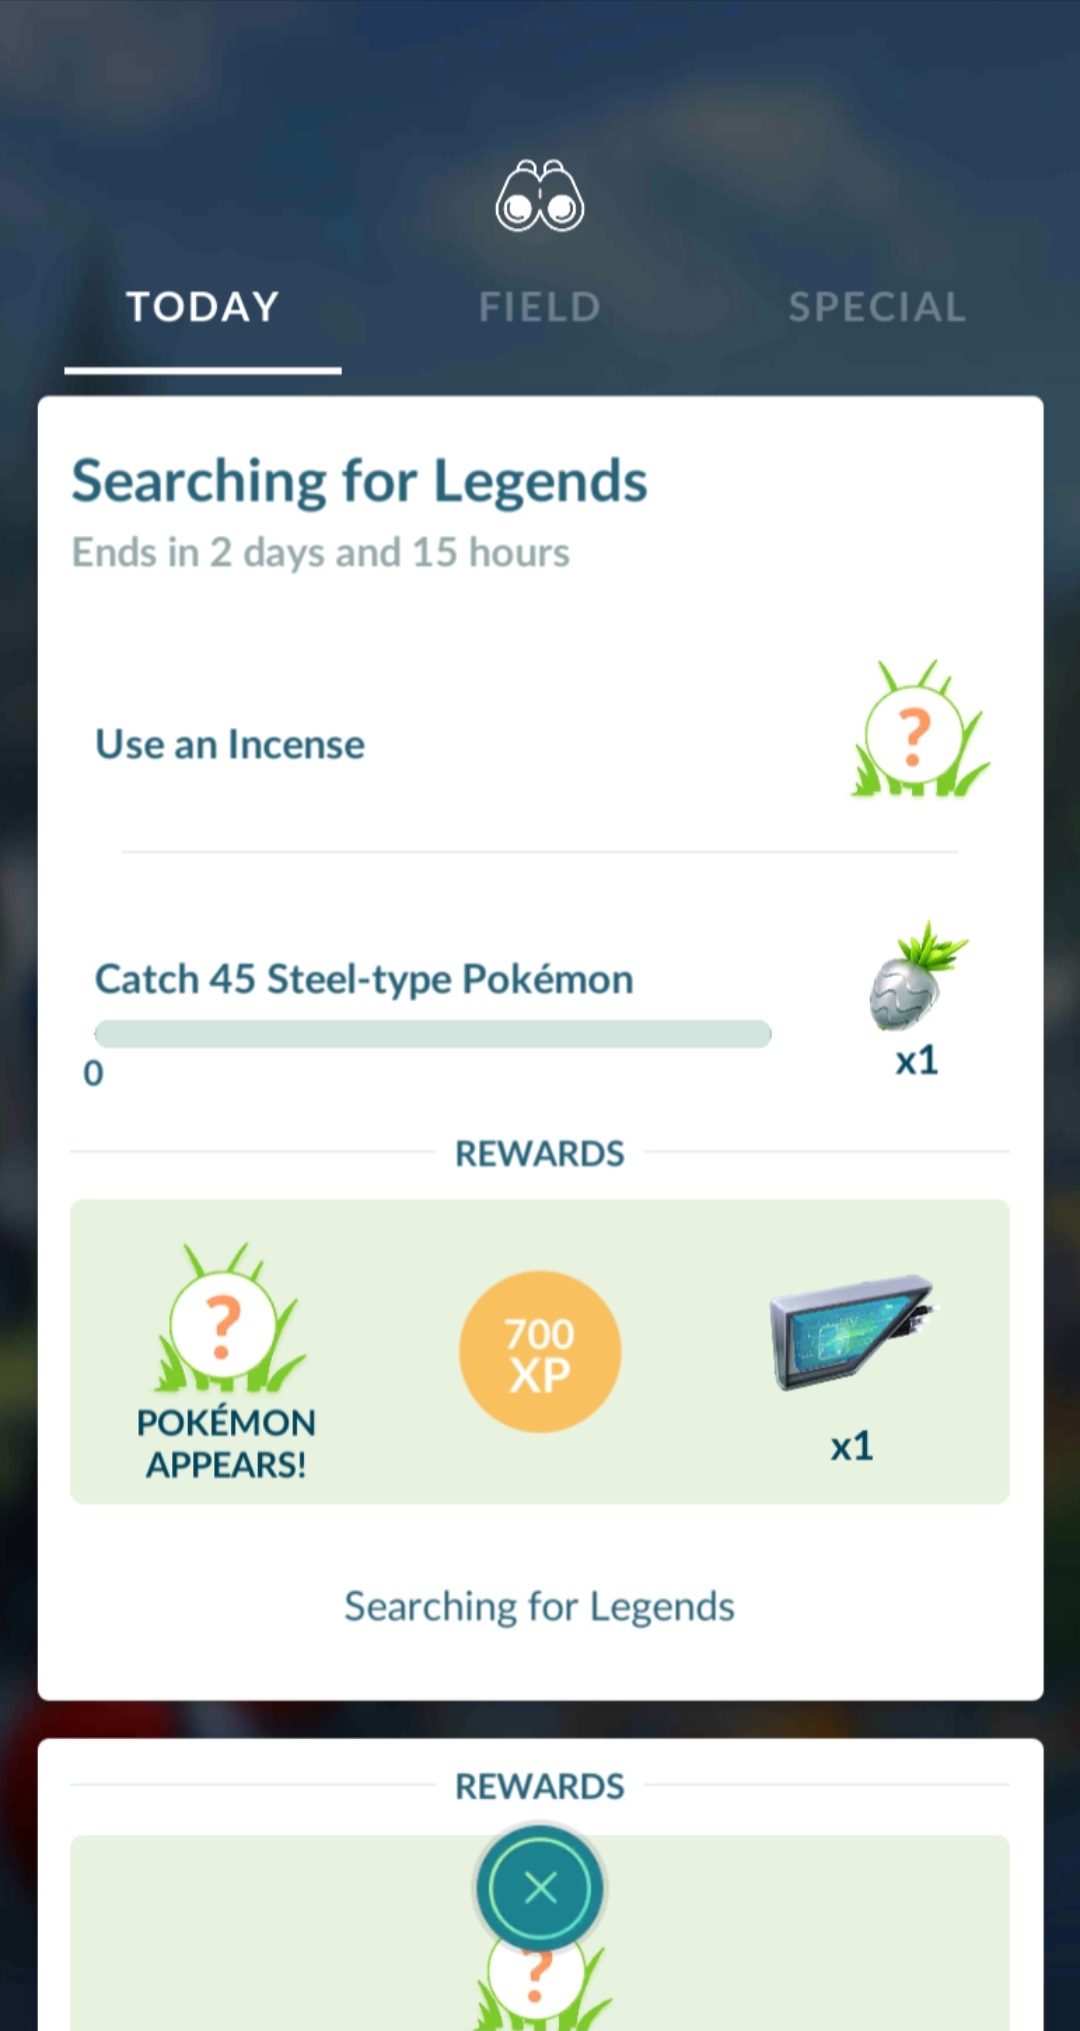 TODAY
FIELD
SPECIAL
Searching for Legends
Ends in 2 days and 15 hours
Use an Incense
?
Catch 45 Steel-type Pokémon
0
x1
REWARDS
?
POKÉMON
APPEARS!
700
XP
x1
Searching for Legends
REWARDS
?